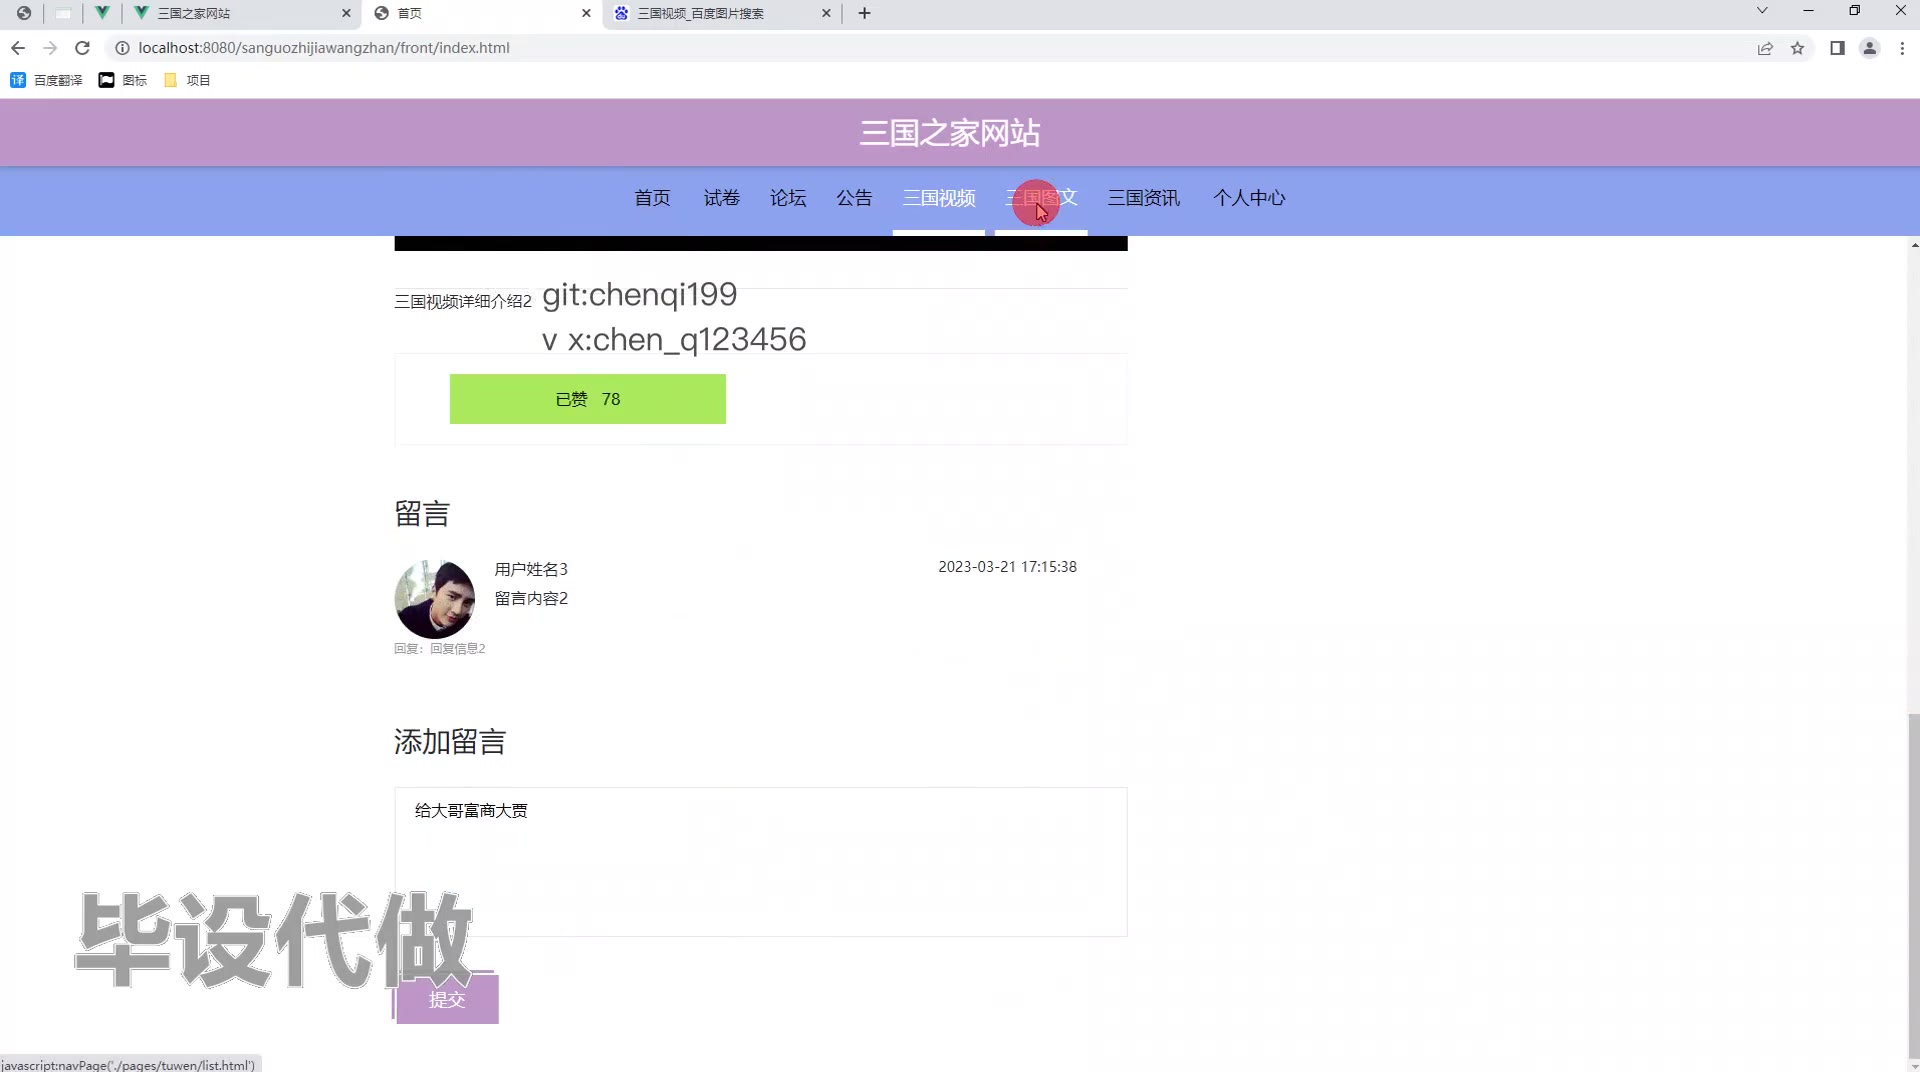 三国之家网站
首页
三国视频_百度图片搜索
localhost:8080/sanguozhijiawangzhan/front/index.html
百度翻译
图标
项目
三国之家网站
首页 试卷 论坛 公告 三国视频 三国图文 三国资讯 个人中心
三国视频详细介绍2
git:chenqi199
v x:chen_q123456
已赞 78
留言
用户姓名3
2023-03-21 17:15:38
留言内容2
回复：回复信息2
添加留言
给大哥富商大贾
毕设代做
提交
javascript:navPage('./pages/tuwen/list.html')